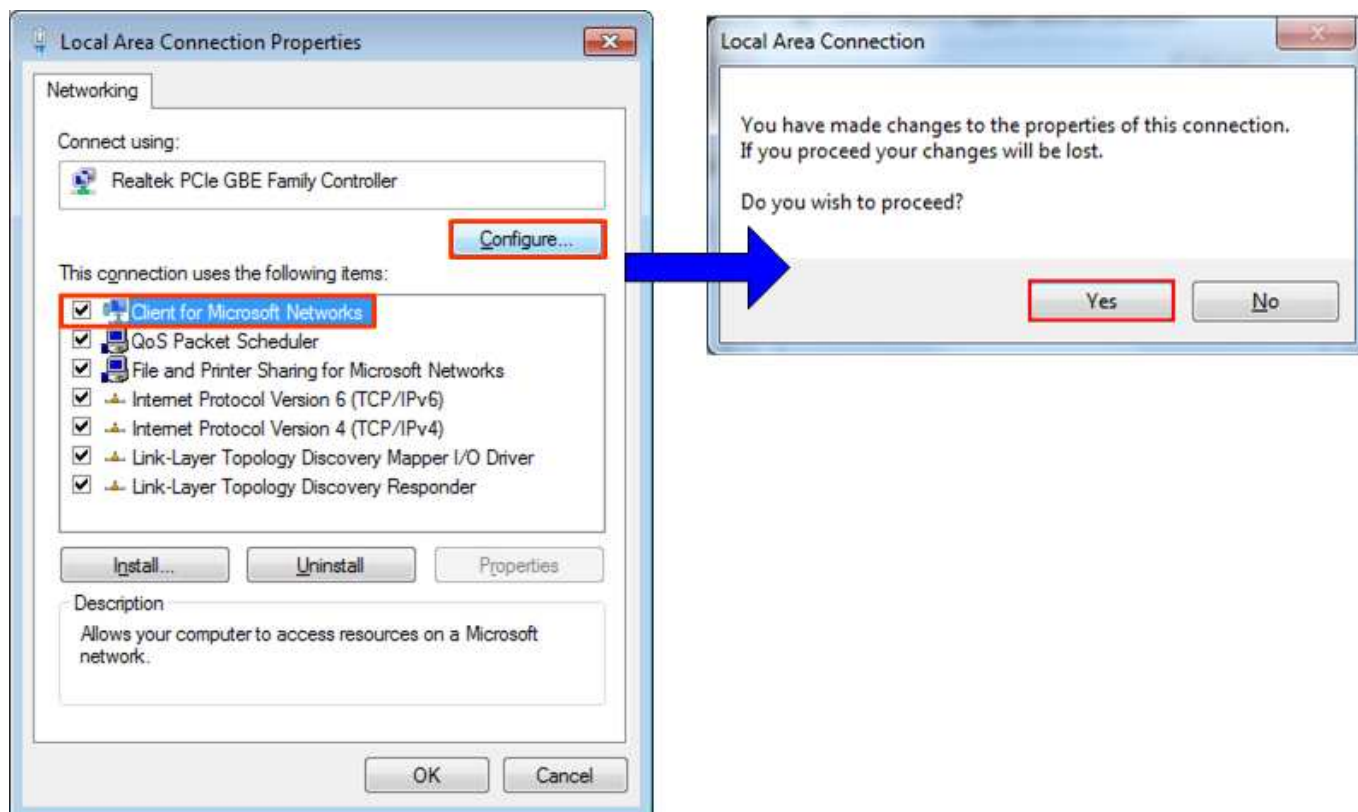 Local Area Connection Properties
Networking
Connect using:
Realtek PCIe GBE Family Controller
Configure...
This connection uses the following items:
Client for Microsoft Networks
QoS Packet Scheduler
File and Printer Sharing for Microsoft Networks
Internet Protocol Version 6 (TCP/IPv6)
Internet Protocol Version 4 (TCP/IPv4)
Link-Layer Topology Discovery Mapper I/O Driver
Link-Layer Topology Discovery Responder
Install...
Uninstall
Properties
Description
Allows your computer to access resources on a Microsoft
network.
OK
Cancel
Local Area Connection
You have made changes to the properties of this connection.
If you proceed your changes will be lost.
Do you wish to proceed?
Yes
No